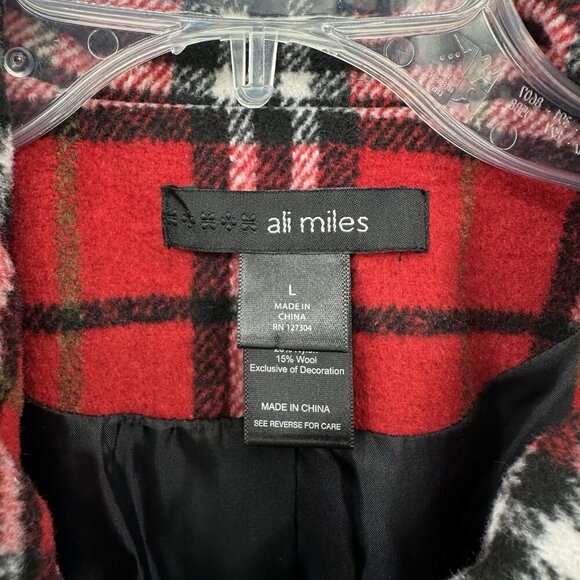 ali miles
L
MADE IN
CHINA
RN 127304
15% Wool
Exclusive of Decoration
MADE IN CHINA
SEE REVERSE FOR CARE